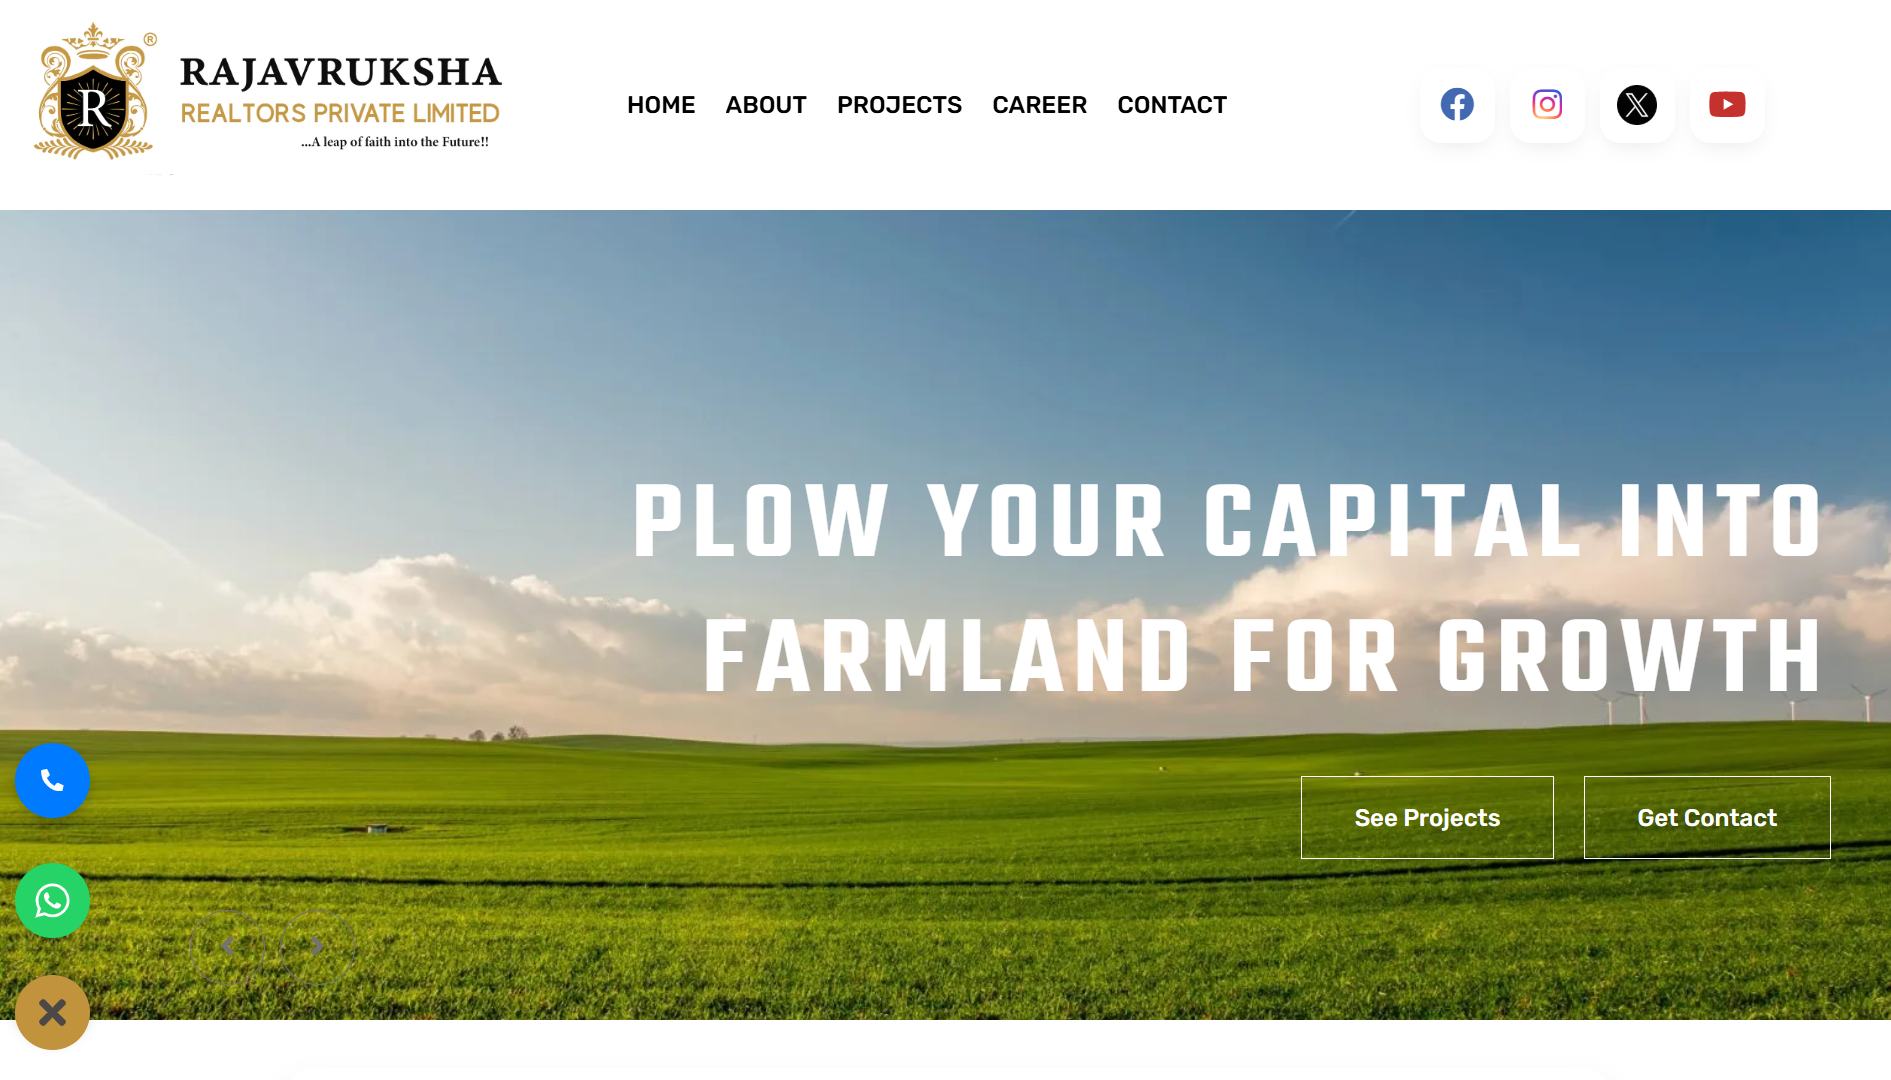 R
®
RAJAVRUKSHA
REALTORS PRIVATE LIMITED
...A leap of faith into the Future!!
HOME ABOUT PROJECTS CAREER CONTACT
PLOW YOUR CAPITAL INTO
FARMLAND FOR GROWTH
See Projects Get Contact